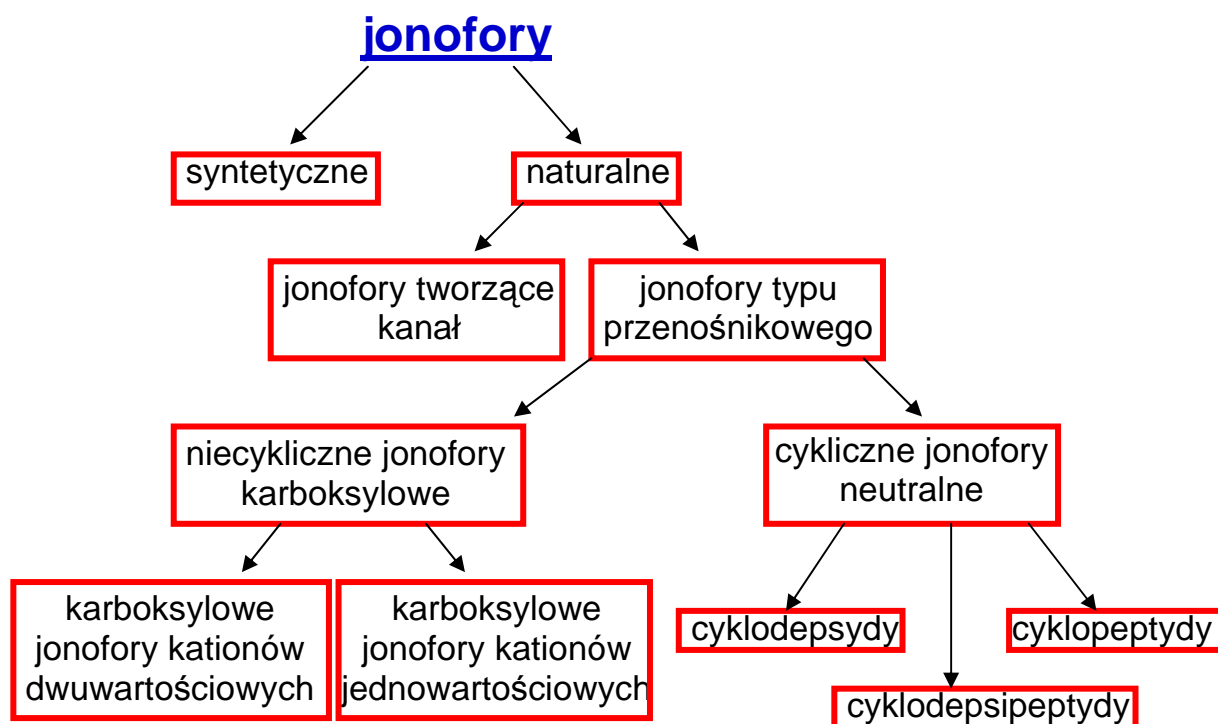 jonofory
syntetyczne
naturalne
jonofory tworzące
kanał
jonofory typu
przenośnikowego
niecykliczne jonofory
karboksylowe
cykliczne jonofory
neutralne
karboksylowe
jonofory kationów
dwuwartościowych
karboksylowe
jonofory kationów
jednowartościowych
cyklodepsydy
cyklopeptydy
cyklodepsipeptydy